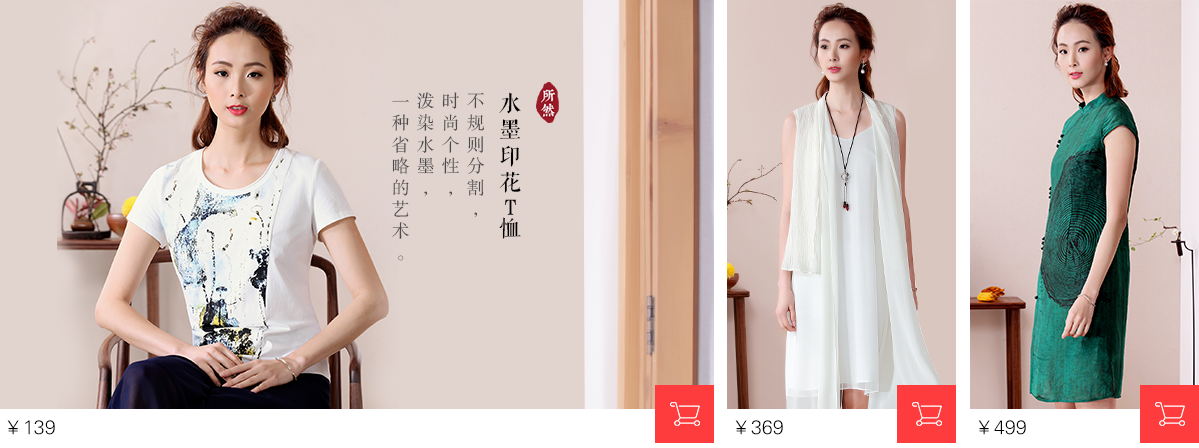 所然
水墨印花T恤
不规则分割，
时尚个性，
泼染水墨，
一种省略的艺术。
¥139
¥369
¥499